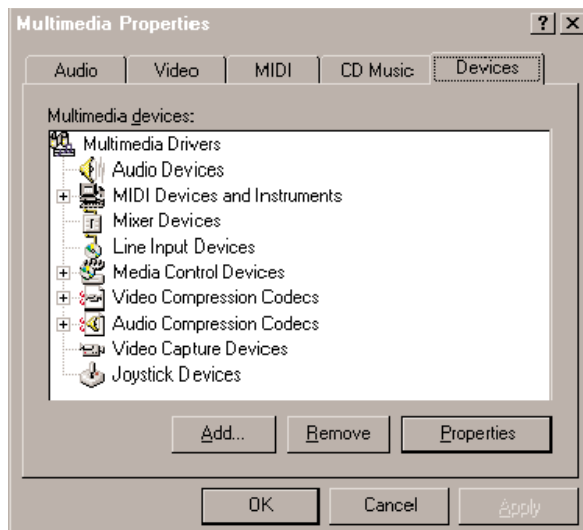 Multimedia Properties
? ×
Audio Video MIDI CD Music Devices
Multimedia devices:
Multimedia Drivers
Audio Devices
MIDI Devices and Instruments
Mixer Devices
Line Input Devices
Media Control Devices
Video Compression Codecs
Audio Compression Codecs
Video Capture Devices
Joystick Devices
Add... Remove Properties
OK Cancel Apply